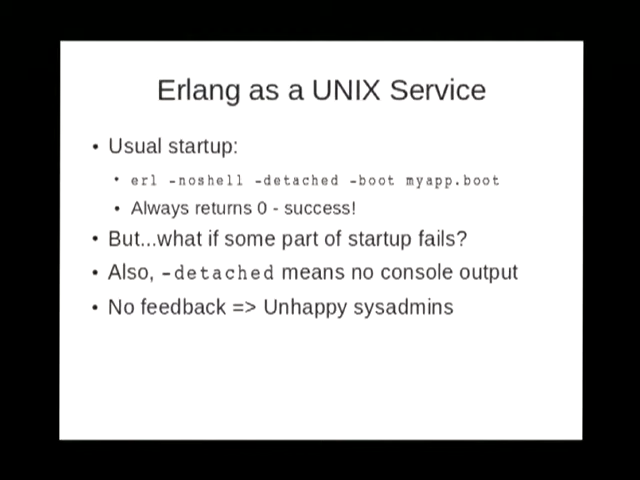 Erlang as a UNIX Service
• Usual startup:
• erl -noshell -detached -boot myapp.boot
• Always returns 0 - success!
• But...what if some part of startup fails?
• Also, -detached means no console output
• No feedback => Unhappy sysadmins